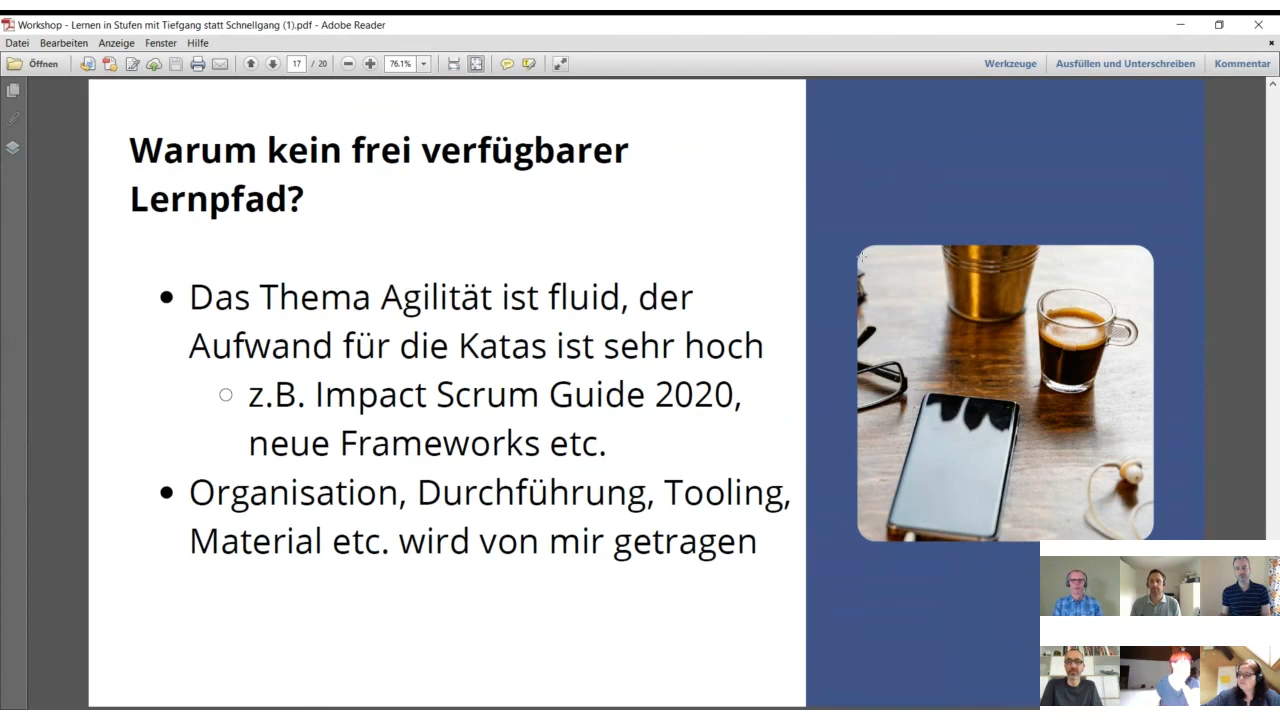 Workshop - Lernen in Stufen mit Tiefgang statt Schnellgang (1).pdf - Adobe Reader
Datei Bearbeiten Anzeige Fenster Hilfe
Öffnen 17 / 20 76.1% Werkzeuge Ausfüllen und Unterschreiben Kommentar
Warum kein frei verfügbarer
Lernpfad?
• Das Thema Agilität ist fluid, der
Aufwand für die Katas ist sehr hoch
○ z.B. Impact Scrum Guide 2020,
neue Frameworks etc.
• Organisation, Durchführung, Tooling,
Material etc. wird von mir getragen